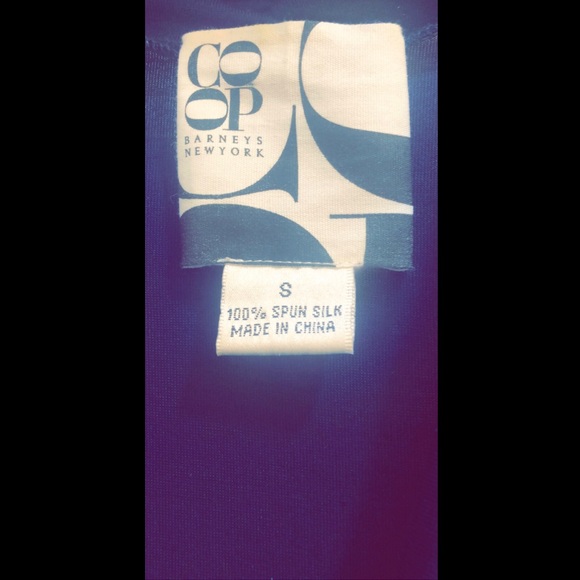 CO
OP
BARNEYS
NEWYORK
S
100% SPUN SILK
MADE IN CHINA